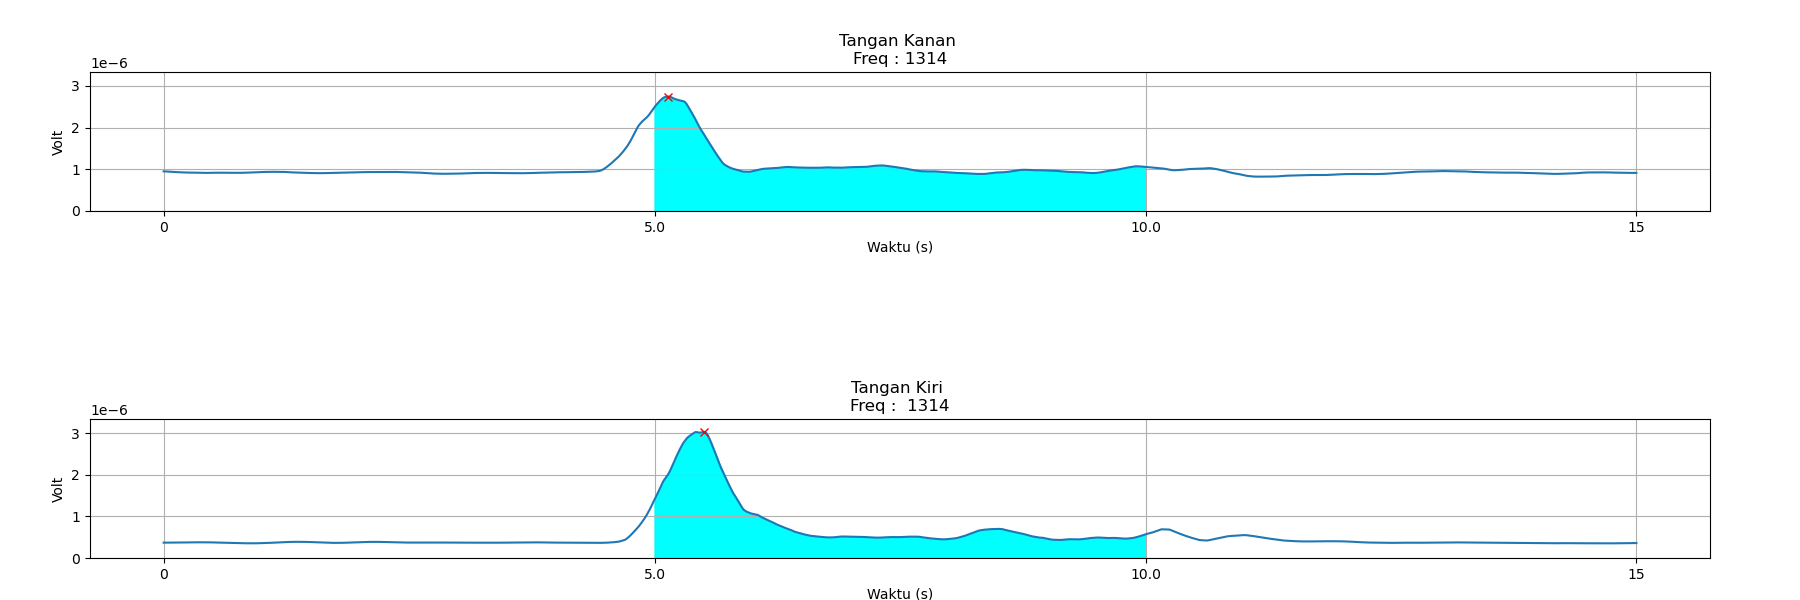 Tangan Kanan
Freq : 1314
1e−6
3
2
1
0
Volt
0 5.0 10.0 15
Waktu (s)
Tangan Kiri
Freq :  1314
1e−6
3
2
1
0
Volt
0 5.0 10.0 15
Waktu (s)